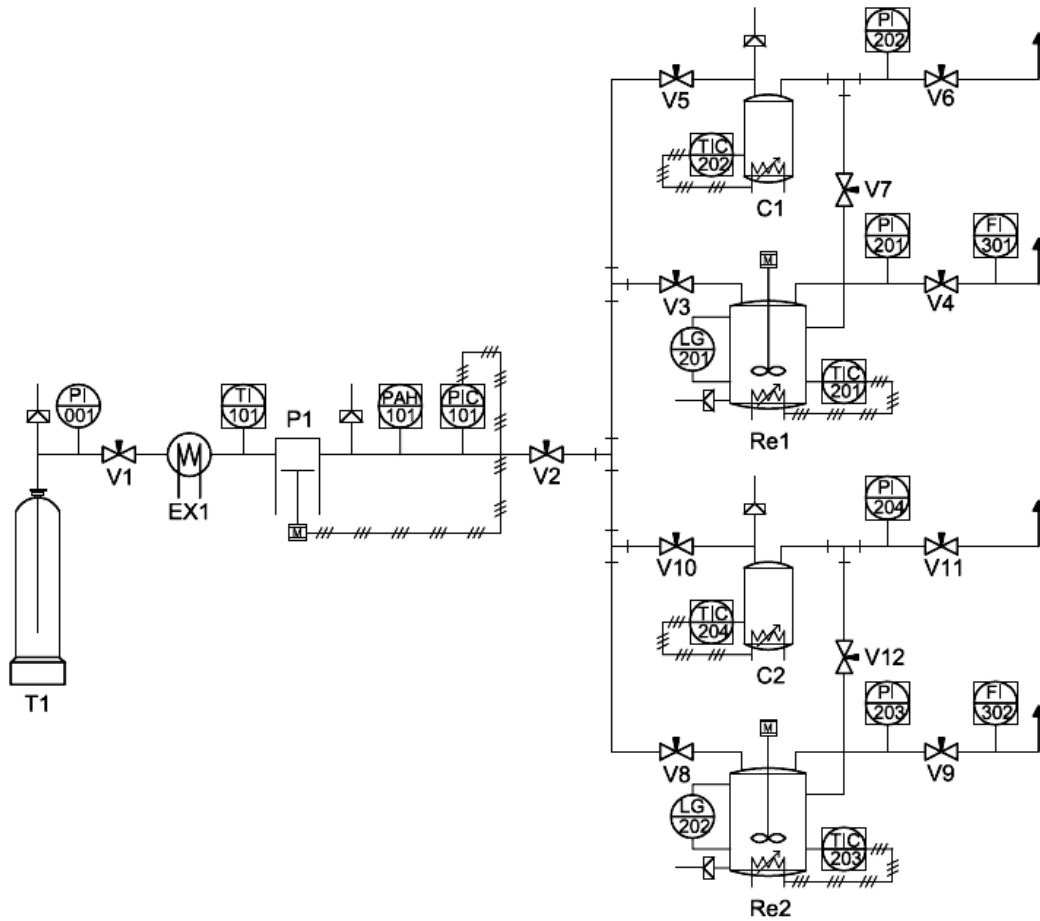 PI
202
V5
V6
TIC
202
C1
V7
PI
201
FI
301
M
V3
V4
LG
201
TIC
201
Re1
PI
001
TI
101
P1
PAH
101
PIC
101
V1
EX1
V2
M
T1
PI
204
V10
V11
TIC
204
C2
V12
PI
203
FI
302
M
V8
V9
LG
202
TIC
203
Re2